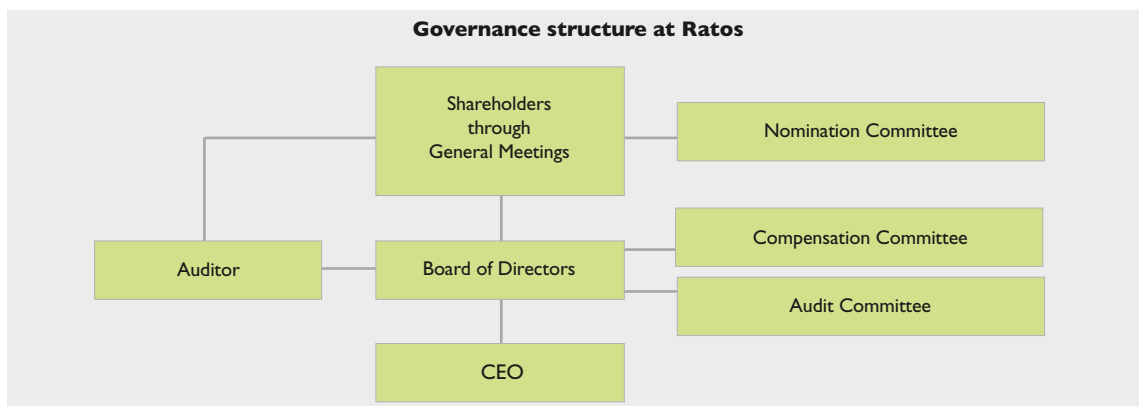 Governance structure at Ratos
Shareholders
through
General Meetings
Nomination Committee
Compensation Committee
Auditor
Board of Directors
Audit Committee
CEO